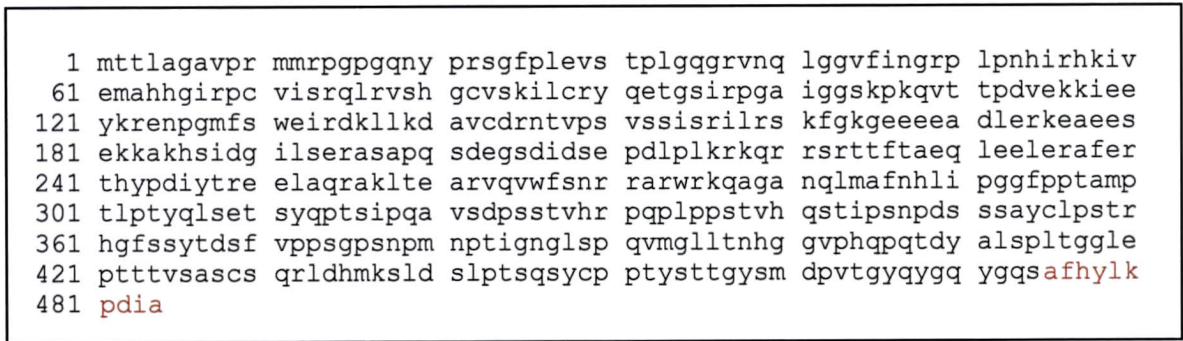 1 mttlagavpr mmrpgpgqny prsgfplevs tplgqgrvnq lggvfingrp lpnhirhkiv
61 emahhgirpc visrqlrvsh gcvskilcry qetgsirpga iggskpkqvt tpdvekkiee
121 ykrenpgmfs weirdkllkd avcdrntvps vssisrilrs kfgkgeeeea dlerkeaees
181 ekkakhsidg ilserasapq sdegsdidse pdlplkrkqr rsrttftaeq leelerafer
241 thypdiytre elaqraklte arvqvwfsnr rarwrkqaga nqlmafnhli pggfpptamp
301 tlptyqlset syqptsipqa vsdpsstvhr pqplppstvh qstipsnpds ssayclpstr
361 hgfssytdsf vppsgpsnpm nptignglsp qvmglltnhg gvphqpqtdy alspltggle
421 ptttvsascs qrldhmksld slptsqsycp ptysttgysm dpvtgyqygq ygqsafhylk
481 pdia